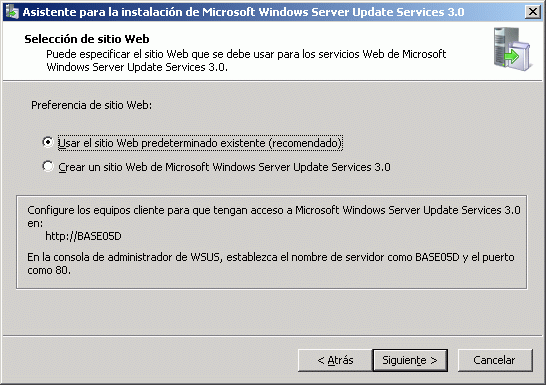 Asistente para la instalación de Microsoft Windows Server Update Services 3.0
Selección de sitio Web
Puede especificar el sitio Web que se debe usar para los servicios Web de Microsoft
Windows Server Update Services 3.0.
Preferencia de sitio Web:
Usar el sitio Web predeterminado existente (recomendado)
Crear un sitio Web de Microsoft Windows Server Update Services 3.0
Configure los equipos cliente para que tengan acceso a Microsoft Windows Server Update Services 3.0
en:
http://BASE05D
En la consola de administrador de WSUS, establezca el nombre de servidor como BASE05D y el puerto
como 80.
< Atrás
Siguiente >
Cancelar